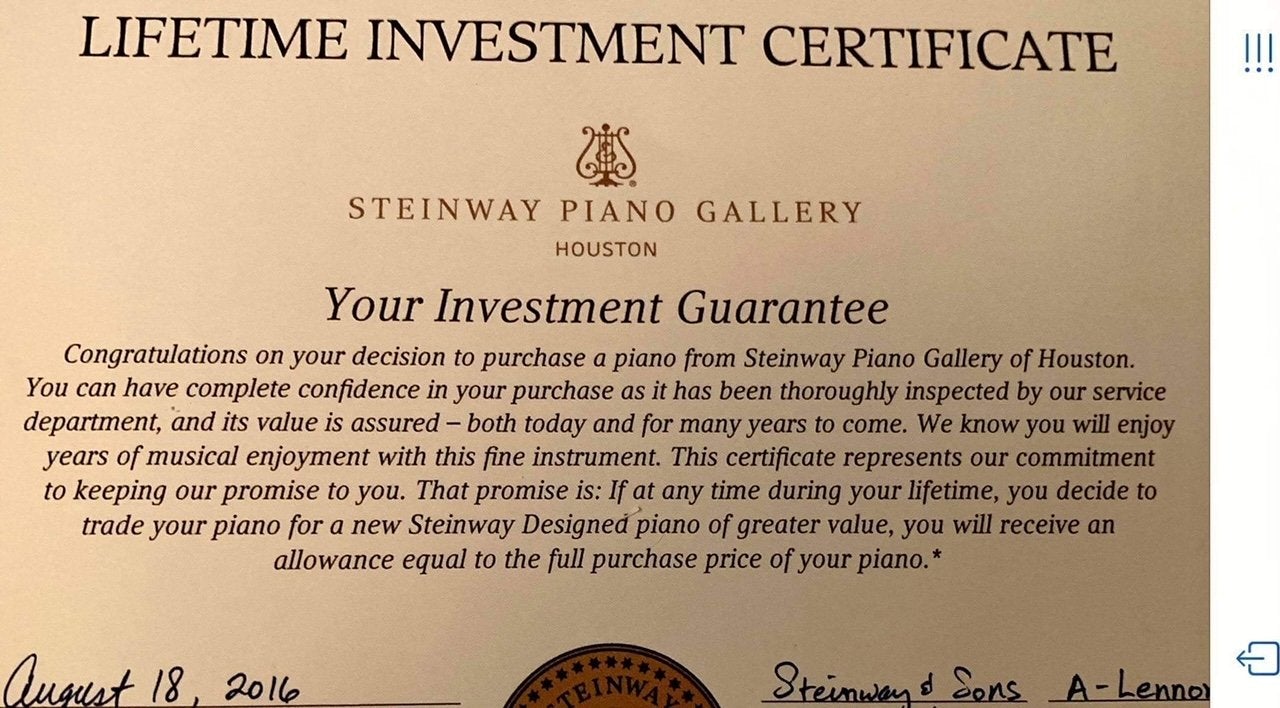 LIFETIME INVESTMENT CERTIFICATE
STEINWAY PIANO GALLERY
HOUSTON
Your Investment Guarantee
Congratulations on your decision to purchase a piano from Steinway Piano Gallery of Houston.
You can have complete confidence in your purchase as it has been thoroughly inspected by our service
department, and its value is assured – both today and for many years to come. We know you will enjoy
years of musical enjoyment with this fine instrument. This certificate represents our commitment
to keeping our promise to you. That promise is: If at any time during your lifetime, you decide to
trade your piano for a new Steinway Designed piano of greater value, you will receive an
allowance equal to the full purchase price of your piano.*
August 18, 2016
STEINWAY
Steinway & Sons A-Lennox
!!!